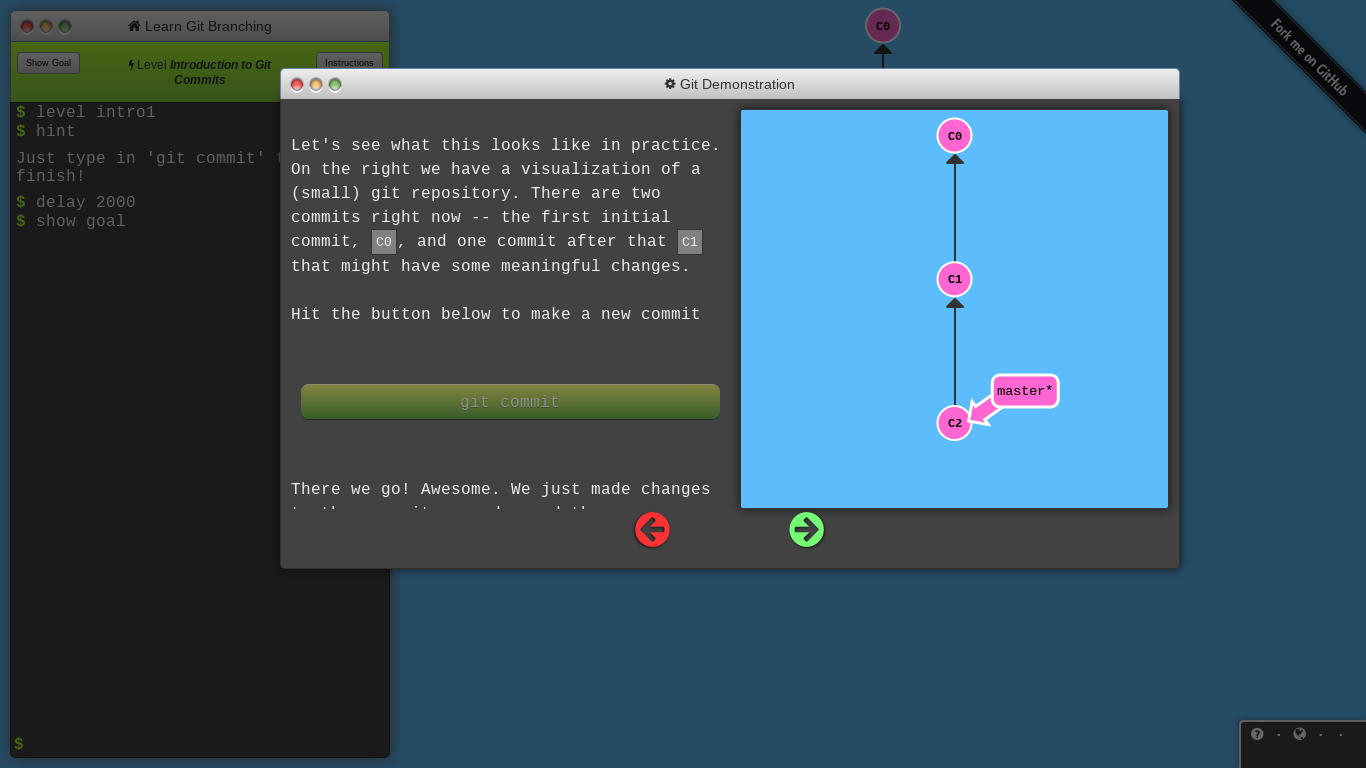 Learn Git Branching
Show Goal
Level Introduction to Git Commits
Instructions
$ level intro1
$ hint
Just type in 'git commit'
finish!
$ delay 2000
$ show goal
$
C0
Fork me on GitHub
Git Demonstration
Let's see what this looks like in practice.
On the right we have a visualization of a
(small) git repository. There are two
commits right now -- the first initial
commit, C0, and one commit after that C1
that might have some meaningful changes.
Hit the button below to make a new commit
git commit
There we go! Awesome. We just made changes
C0
C1
master*
C2